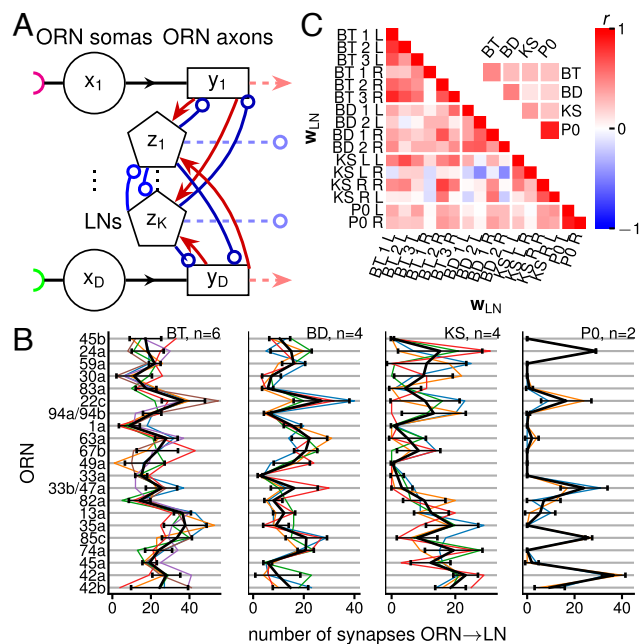 A
ORN somas ORN axons
x1
y1
z1
⋮ ⋮
LNs
zK
xD
yD
C
r
1
0
−1
BT 1 L
BT 2 L
BT 3 L
BT 1 R
BT 2 R
BT 3 R
BD 1 L
BD 2 L
BD 1 R
BD 2 R
KS L L
KS L R
KS R R
KS R L
P0 L
P0 R
wLN
BT BD KS P0
BT
BD
KS
P0
BT 1 L
BT 2 L
BT 3 L
BT 1 R
BT 2 R
BT 3 R
BD 1 L
BD 2 L
BD 1 R
BD 2 R
KS L L
KS L R
KS R R
KS R L
P0 L
P0 R
wLN
B
BT, n=6
BD, n=4
KS, n=4
P0, n=2
ORN
45b
24a
59a
30a
83a
22c
94a/94b
1a
63a
67b
49a
33a
33b/47a
82a
13a
35a
85c
74a
45a
42a
42b
0 20 40
0 20 40
0 20
0 20 40
number of synapses ORN→LN